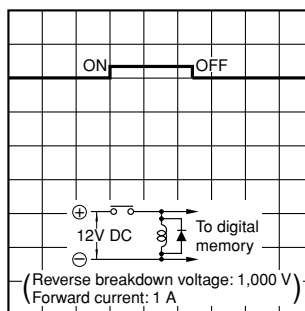 ON OFF
⊕
12V DC
To digital
memory
⊖
(Reverse breakdown voltage: 1,000 V
Forward current: 1 A)